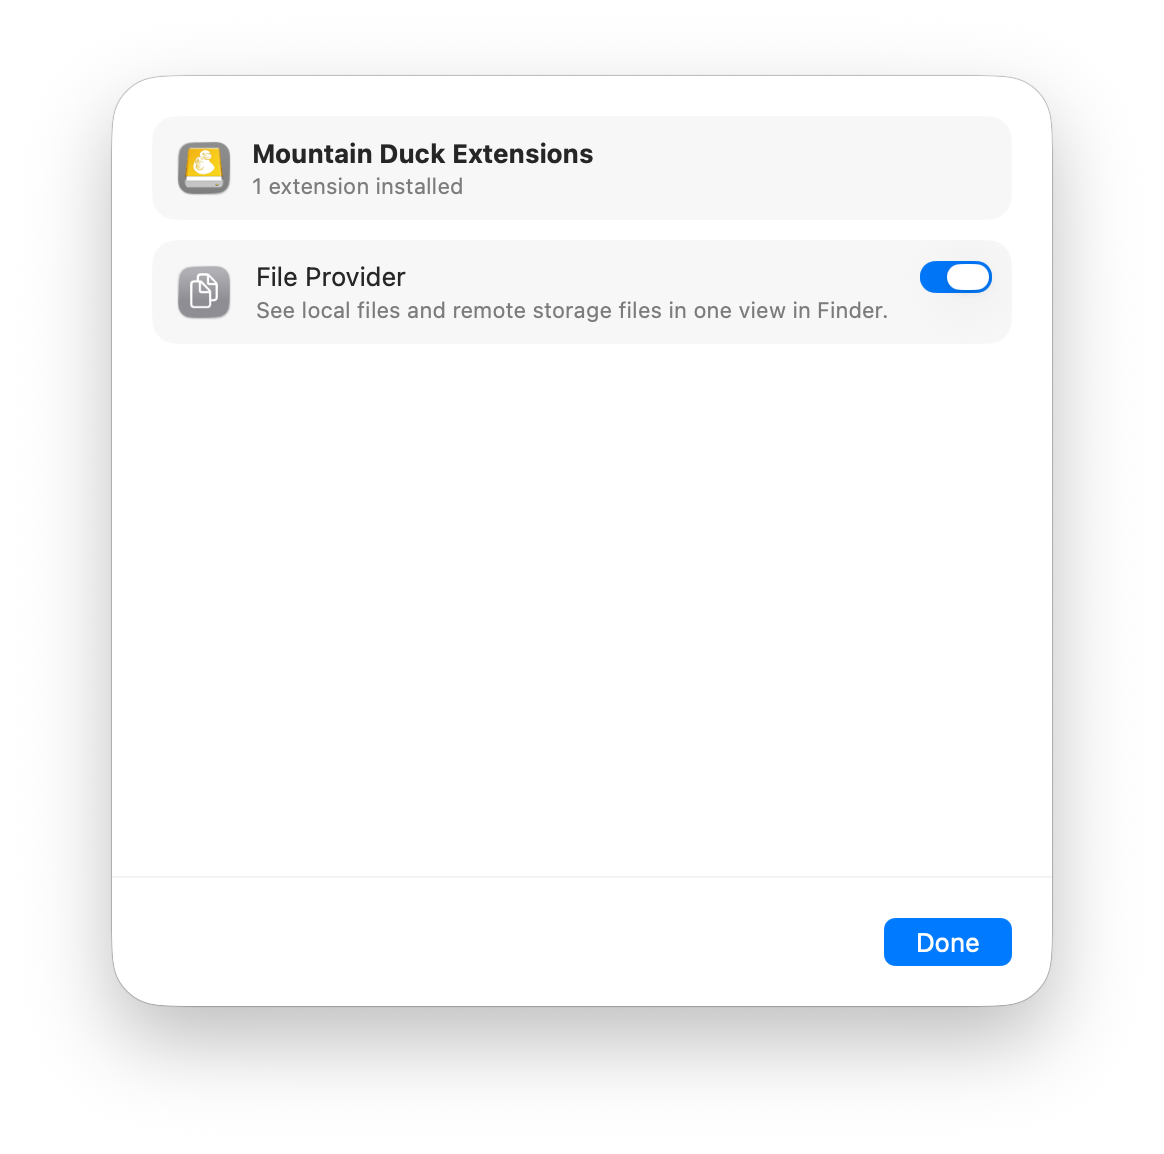 Mountain Duck Extensions
1 extension installed
File Provider
See local files and remote storage files in one view in Finder.
Done